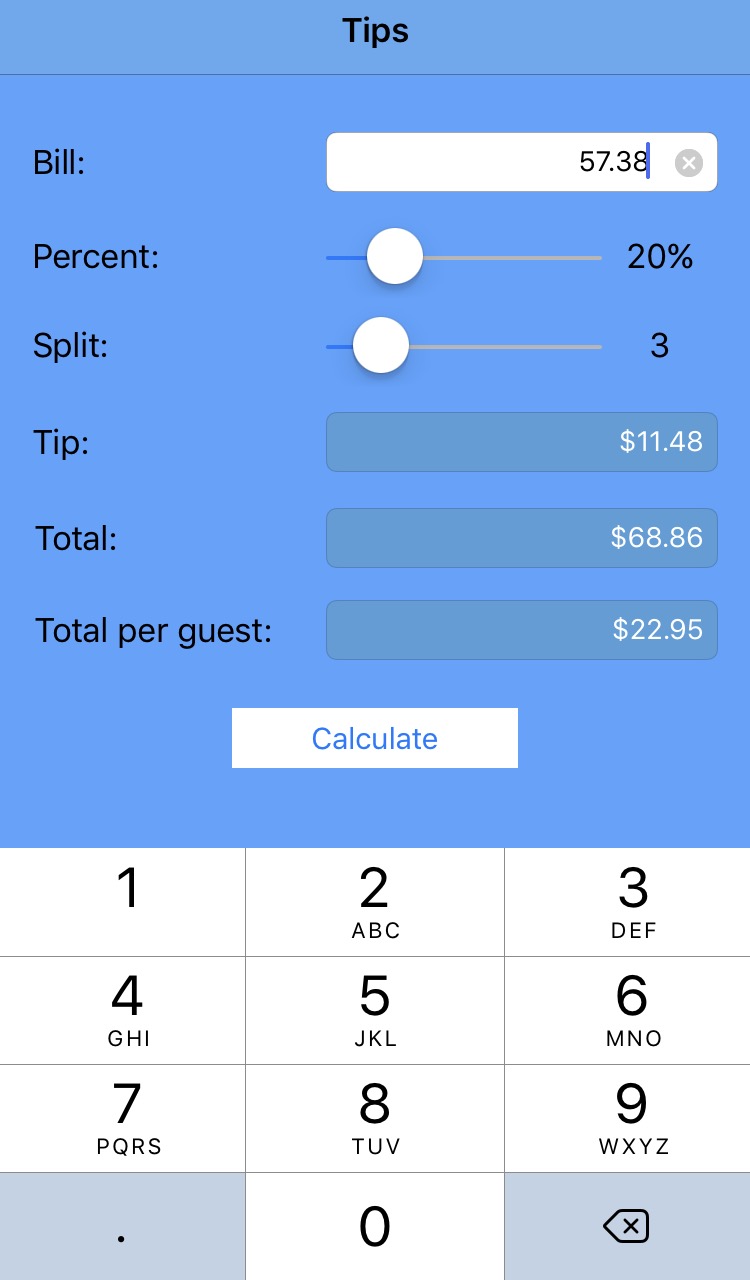 Tips
Bill: 57.38
Percent: 20%
Split: 3
Tip: $11.48
Total: $68.86
Total per guest: $22.95
Calculate
1 2 3
ABC DEF
4 5 6
GHI JKL MNO
7 8 9
PQRS TUV WXYZ
. 0